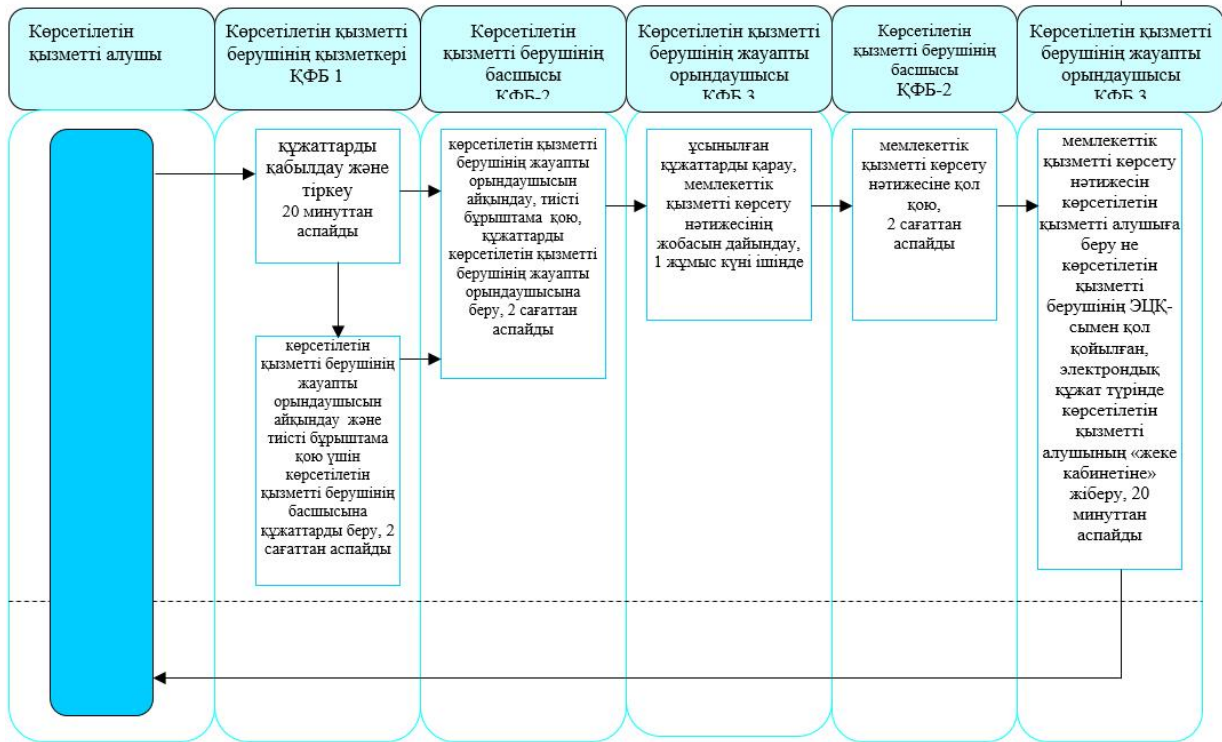 Көрсетілетін
қызметті алушы
Көрсетілетін қызметті
берушінің қызметкері
ҚФБ 1
Көрсетілетін
қызметті берушінің
басшысы
ҚФБ-2
Көрсетілетін қызметті
берушінің жауапты
орындаушысы
ҚФБ 3
Көрсетілетін
қызметті берушінің
басшысы
ҚФБ-2
Көрсетілетін қызметті
берушінің жауапты
орындаушысы
ҚФБ 3
құжаттарды
қабылдау және
тіркеу
20 минуттан
аспайды
көрсетілетін
қызметті берушінің
жауапты
орындаушысын
айқындау және
тиісті бұрыштама
қою үшін
көрсетілетін
қызметті берушінің
басшысына
құжаттарды беру, 2
сағаттан аспайды
көрсетілетін қызметті
берушінің жауапты
орындаушысын
айқындау, тиісті
бұрыштама қою,
құжаттарды
көрсетілетін қызметті
берушінің жауапты
орындаушысына
беру, 2 сағаттан
аспайды
ұсынылған
құжаттарды қарау,
мемлекеттік
қызметті көрсету
нәтижесінің
жобасын дайындау,
1 жұмыс күні ішінде
мемлекеттік
қызметті көрсету
нәтижесіне қол
қою,
2 сағаттан
аспайды
мемлекеттік
қызметті көрсету
нәтижесін
көрсетілетін
қызметті алушыға
беру не
көрсетілетін
қызметті
берушінің ЭЦҚ-
сымен қол
қойылған,
электрондық
құжат түрінде
көрсетілетін
қызметті
алушының «жеке
кабинетіне»
жіберу, 20
минуттан
аспайды